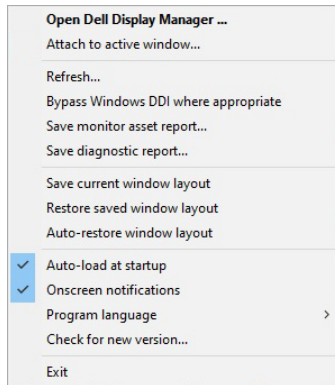 Open Dell Display Manager ...
Attach to active window...
Refresh...
Bypass Windows DDI where appropriate
Save monitor asset report...
Save diagnostic report...
Save current window layout
Restore saved window layout
Auto-restore window layout
Auto-load at startup
Onscreen notifications
Program language
Check for new version...
Exit